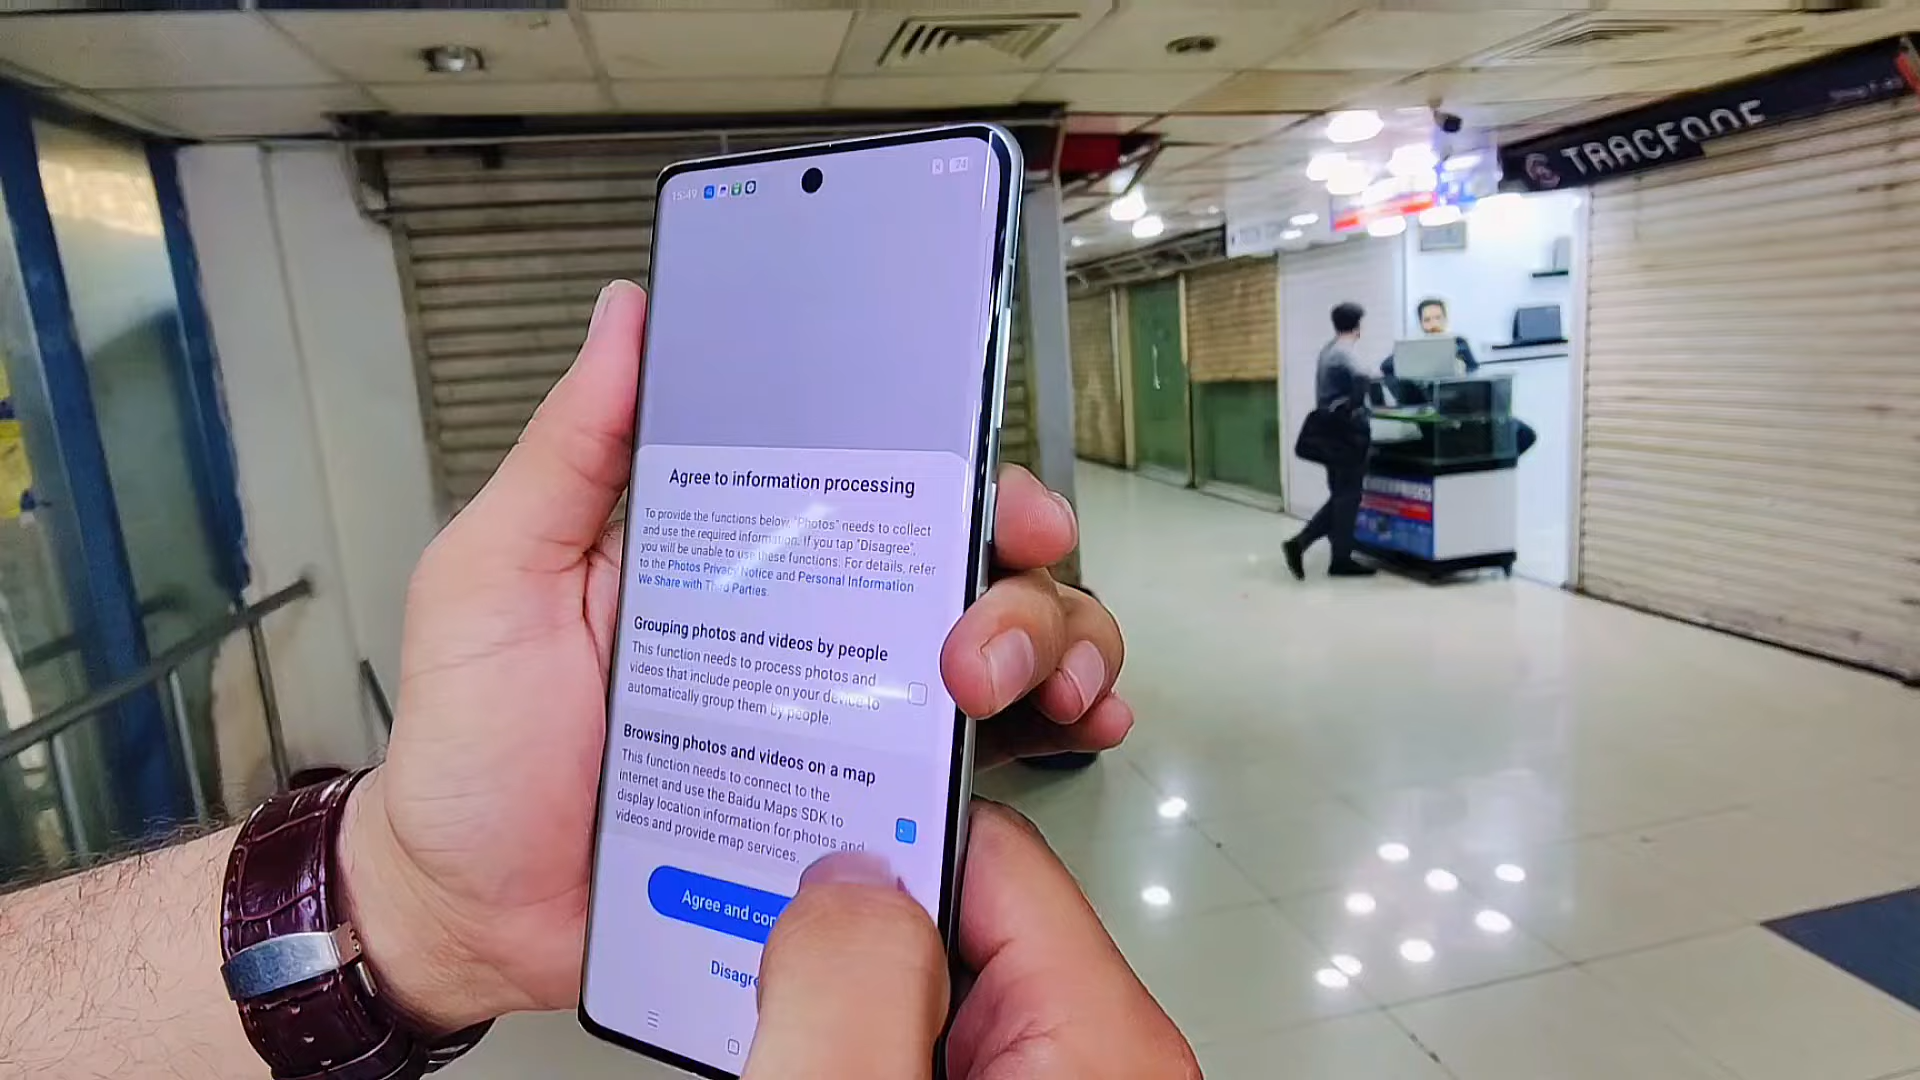 15:49
24
Agree to information processing
To provide the functions below, "Photos" needs to collect
and use the required information. If you tap "Disagree",
you will be unable to use these functions. For details, refer
to the Photos Privacy Notice and Personal Information
We Share with Third Parties.
Grouping photos and videos by people
This function needs to process photos and
videos that include people on your device to
automatically group them by people.
Browsing photos and videos on a map
This function needs to connect to the
internet and use the Baidu Maps SDK to
display location information for photos and
videos and provide map services.
Agree and con
Disagre
TRACFONE